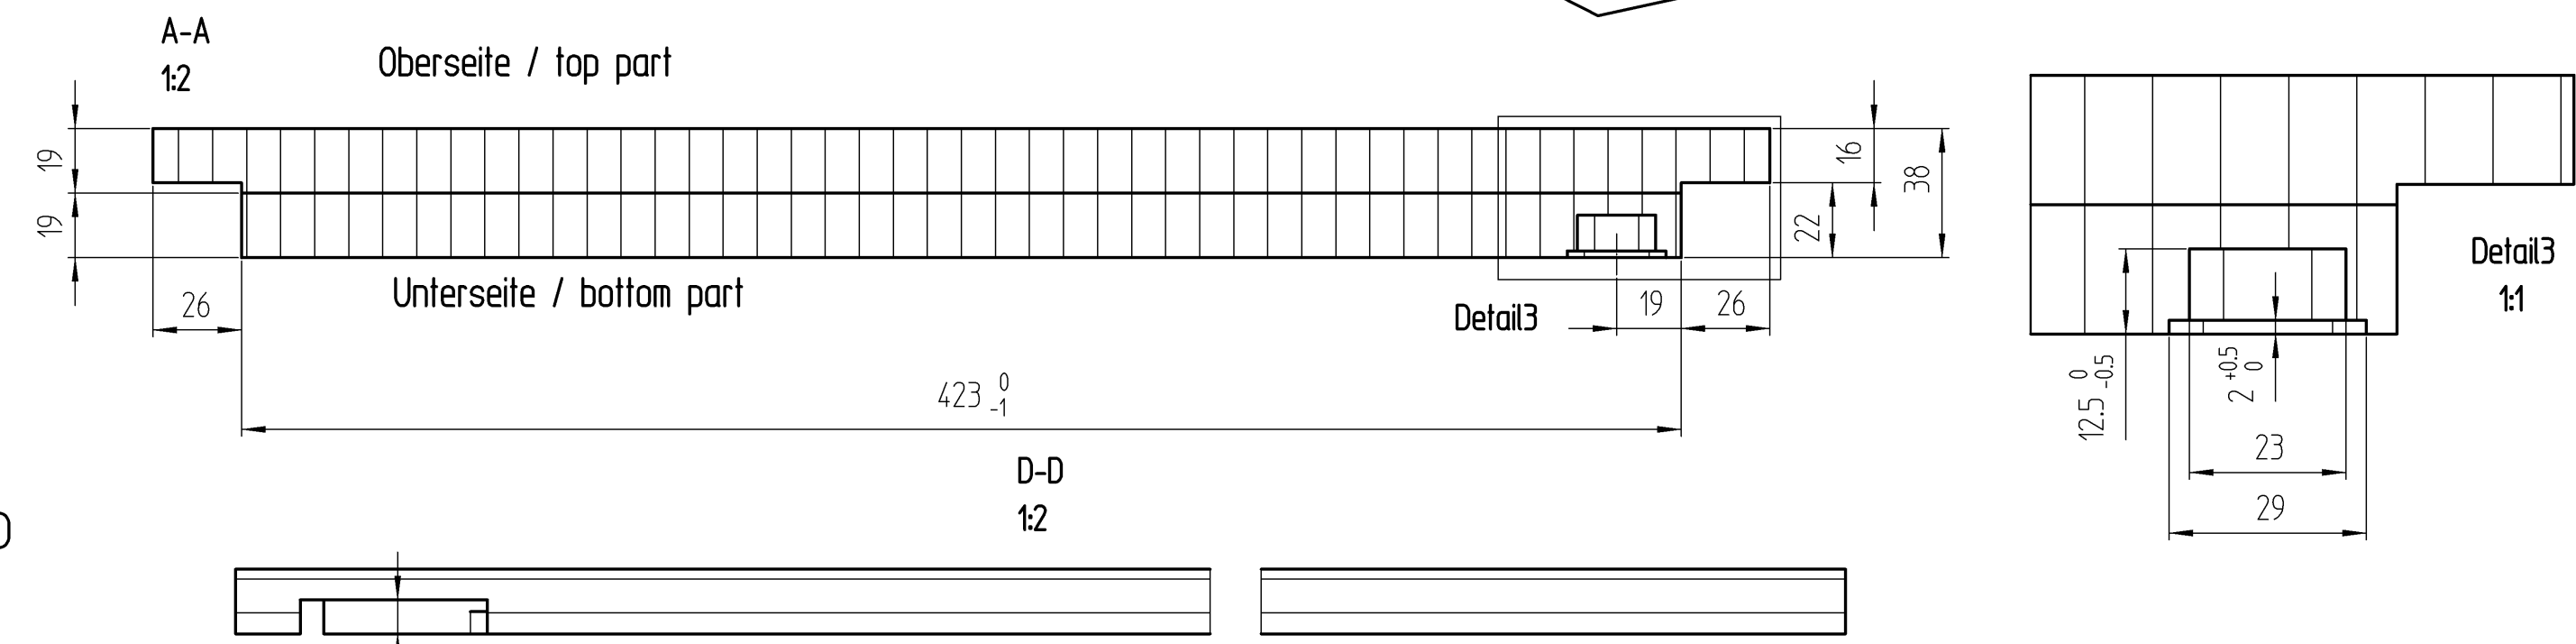 A-A
1:2
Oberseite / top part
19
19
16
38
22
26
Unterseite / bottom part
Detail3
19
26
423 0 -1
Detail3
1:1
12.5 0 -0.5
2 +0.5 0
23
29
D-D
1:2